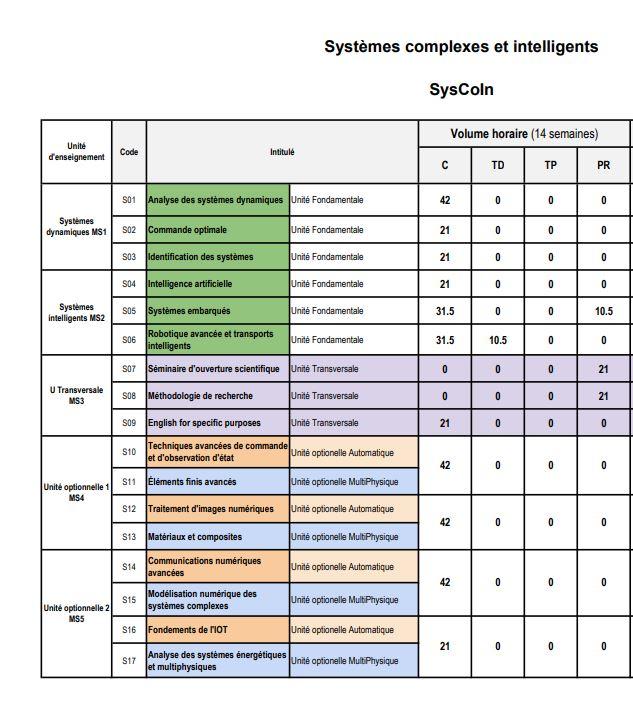 Systèmes complexes et intelligents
SysCoIn
Unité d'enseignement Code Intitulé Volume horaire (14 semaines)
C TD TP PR
Systèmes dynamiques MS1
S01 Analyse des systèmes dynamiques Unité Fondamentale 42 0 0 0
S02 Commande optimale Unité Fondamentale 21 0 0 0
S03 Identification des systèmes Unité Fondamentale 21 0 0 0
Systèmes intelligents MS2
S04 Intelligence artificielle Unité Fondamentale 21 0 0 0
S05 Systèmes embarqués Unité Fondamentale 31.5 0 0 10.5
S06 Robotique avancée et transports intelligents Unité Fondamentale 31.5 10.5 0 0
U Transversale MS3
S07 Séminaire d'ouverture scientifique Unité Transversale 0 0 0 21
S08 Méthodologie de recherche Unité Transversale 0 0 0 21
S09 English for specific purposes Unité Transversale 21 0 0 0
Unité optionnelle 1 MS4
S10 Techniques avancées de commande et d'observation d'état Unité optionelle Automatique 42 0 0 0
S11 Éléments finis avancés Unité optionelle MultiPhysique
S12 Traitement d'images numériques Unité optionelle Automatique 42 0 0 0
S13 Matériaux et composites Unité optionelle MultiPhysique
Unité optionnelle 2 MS5
S14 Communications numériques avancées Unité optionelle Automatique 42 0 0 0
S15 Modélisation numérique des systèmes complexes Unité optionelle MultiPhysique
S16 Fondements de l'IOT Unité optionelle Automatique 21 0 0 0
S17 Analyse des systèmes énergétiques et multiphysiques Unité optionelle MultiPhysique